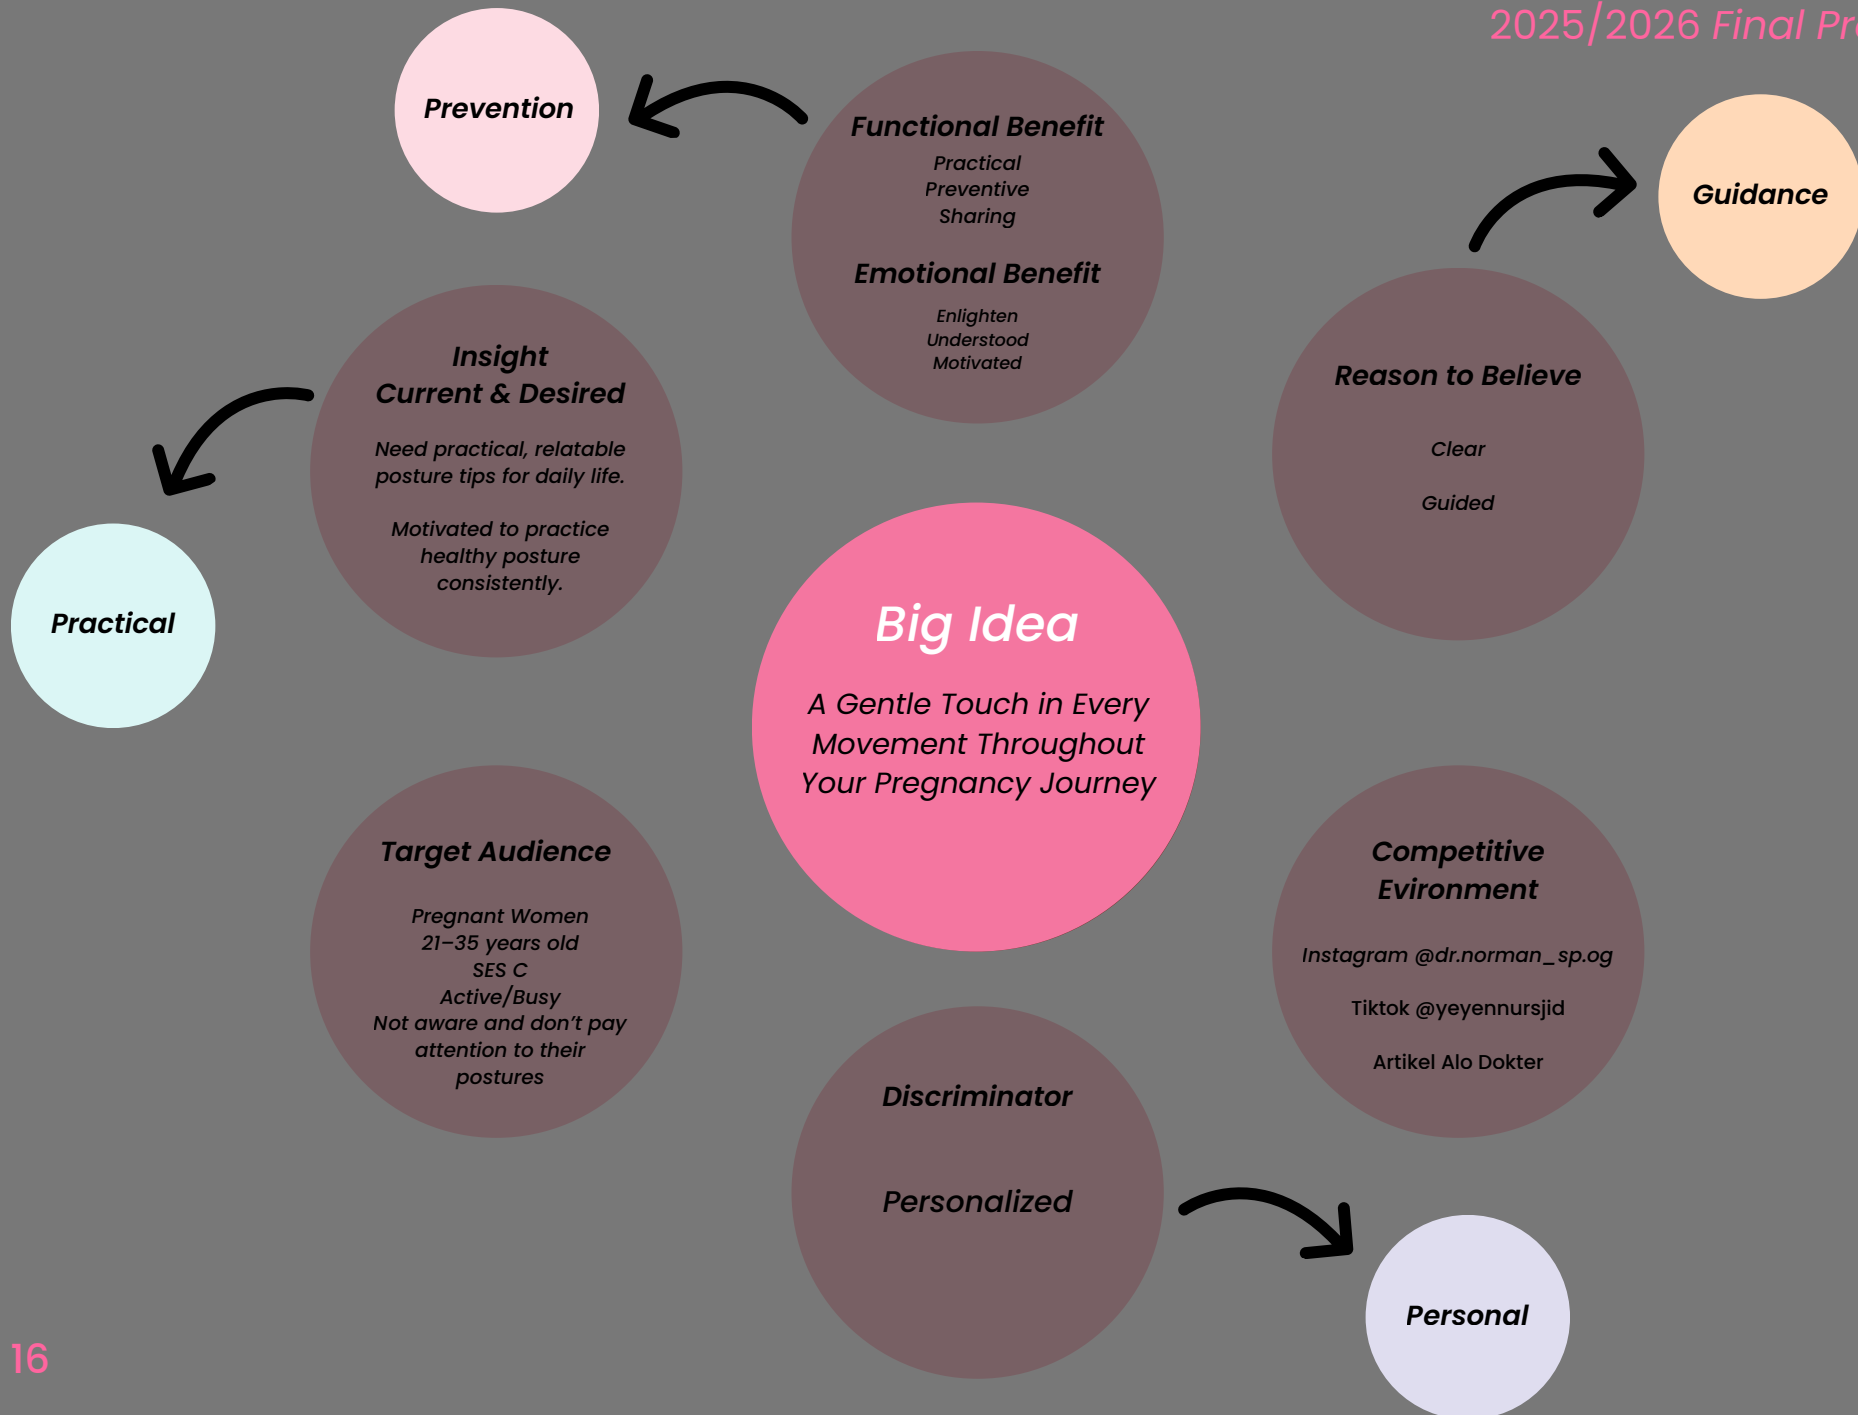 2025/2026 Final Pr
Prevention
Functional Benefit
Practical
Preventive
Sharing
Emotional Benefit
Enlighten
Understood
Motivated
Guidance
Insight
Current & Desired
Need practical, relatable
posture tips for daily life.
Motivated to practice
healthy posture
consistently.
Reason to Believe
Clear
Guided
Practical
Big Idea
A Gentle Touch in Every
Movement Throughout
Your Pregnancy Journey
Target Audience
Pregnant Women
21–35 years old
SES C
Active/Busy
Not aware and don’t pay
attention to their
postures
Competitive
Evironment
Instagram @dr.norman_sp.og
Tiktok @yeyennursjid
Artikel Alo Dokter
Discriminator
Personalized
Personal
16